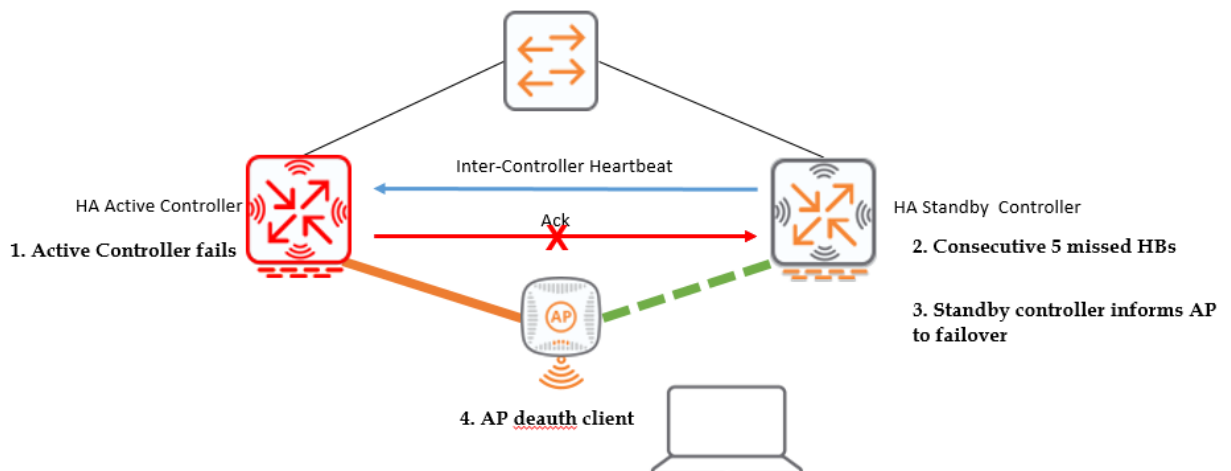 Inter-Controller Heartbeat
HA Active Controller
Ack
HA Standby Controller
1. Active Controller fails
2. Consecutive 5 missed HBs
3. Standby controller informs AP
to failover
AP
4. AP deauth client